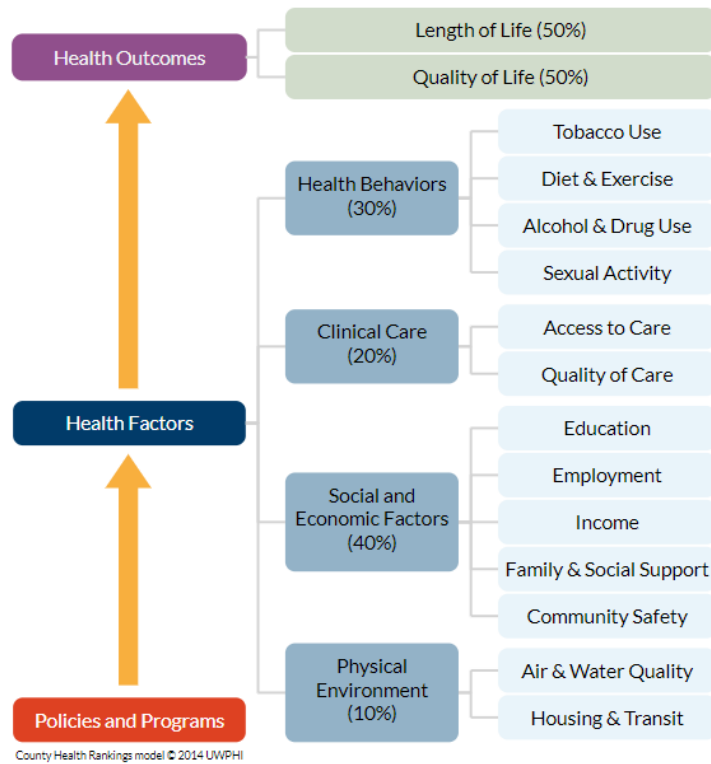 Health Outcomes
Length of Life (50%)
Quality of Life (50%)
Health Factors
Health Behaviors
(30%)
Tobacco Use
Diet & Exercise
Alcohol & Drug Use
Sexual Activity
Clinical Care
(20%)
Access to Care
Quality of Care
Social and
Economic Factors
(40%)
Education
Employment
Income
Family & Social Support
Community Safety
Physical
Environment
(10%)
Air & Water Quality
Housing & Transit
Policies and Programs
County Health Rankings model © 2014 UWPHI